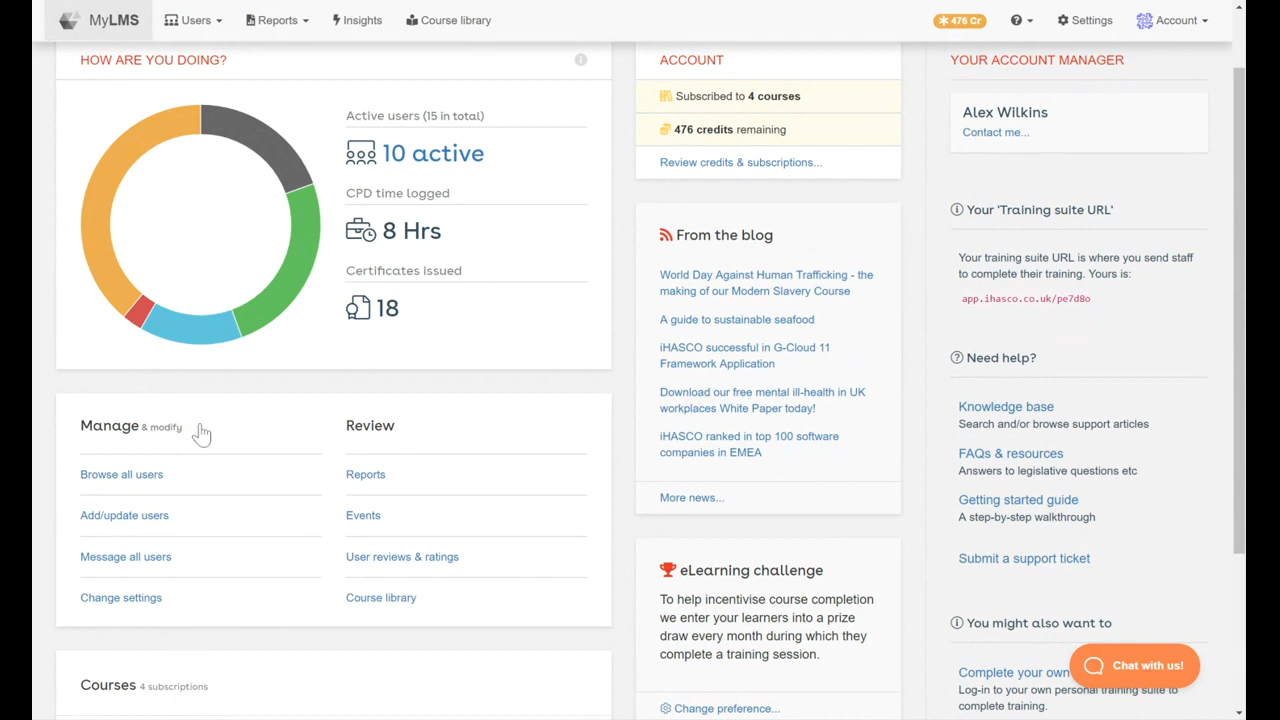 MyLMS
Users
Reports
Insights
Course library
476 Cr
Settings
Account
HOW ARE YOU DOING?
Active users (15 in total)
10 active
CPD time logged
8 Hrs
Certificates issued
18
Manage & modify
Browse all users
Add/update users
Message all users
Change settings
Review
Reports
Events
User reviews & ratings
Course library
Courses 4 subscriptions
ACCOUNT
Subscribed to 4 courses
476 credits remaining
Review credits & subscriptions...
From the blog
World Day Against Human Trafficking - the
making of our Modern Slavery Course
A guide to sustainable seafood
iHASCO successful in G-Cloud 11
Framework Application
Download our free mental ill-health in UK
workplaces White Paper today!
iHASCO ranked in top 100 software
companies in EMEA
More news...
eLearning challenge
To help incentivise course completion
we enter your learners into a prize
draw every month during which they
complete a training session.
Change preference...
YOUR ACCOUNT MANAGER
Alex Wilkins
Contact me...
Your 'Training suite URL'
Your training suite URL is where you send staff
to complete their training. Yours is:
app.ihasco.co.uk/pe7d8o
Need help?
Knowledge base
Search and/or browse support articles
FAQs & resources
Answers to legislative questions etc
Getting started guide
A step-by-step walkthrough
Submit a support ticket
You might also want to
Complete your own
Log-in to your own personal training suite to
complete training.
Chat with us!